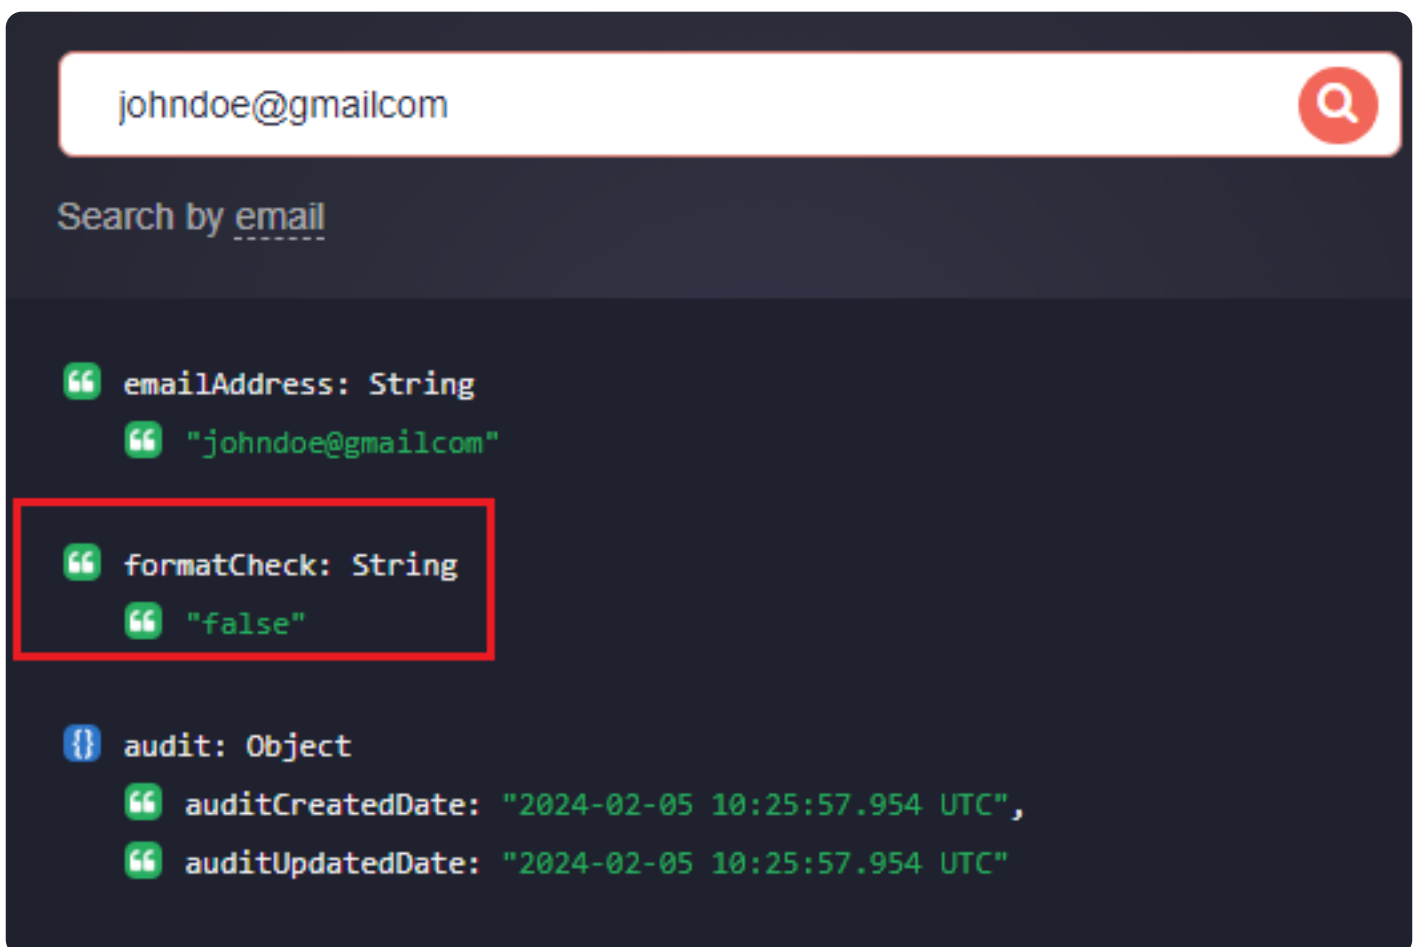 johndoe@gmailcom
Search by email
emailAddress: String
"johndoe@gmailcom"
formatCheck: String
"false"
{} audit: Object
auditCreatedDate: "2024-02-05 10:25:57.954 UTC",
auditUpdatedDate: "2024-02-05 10:25:57.954 UTC"